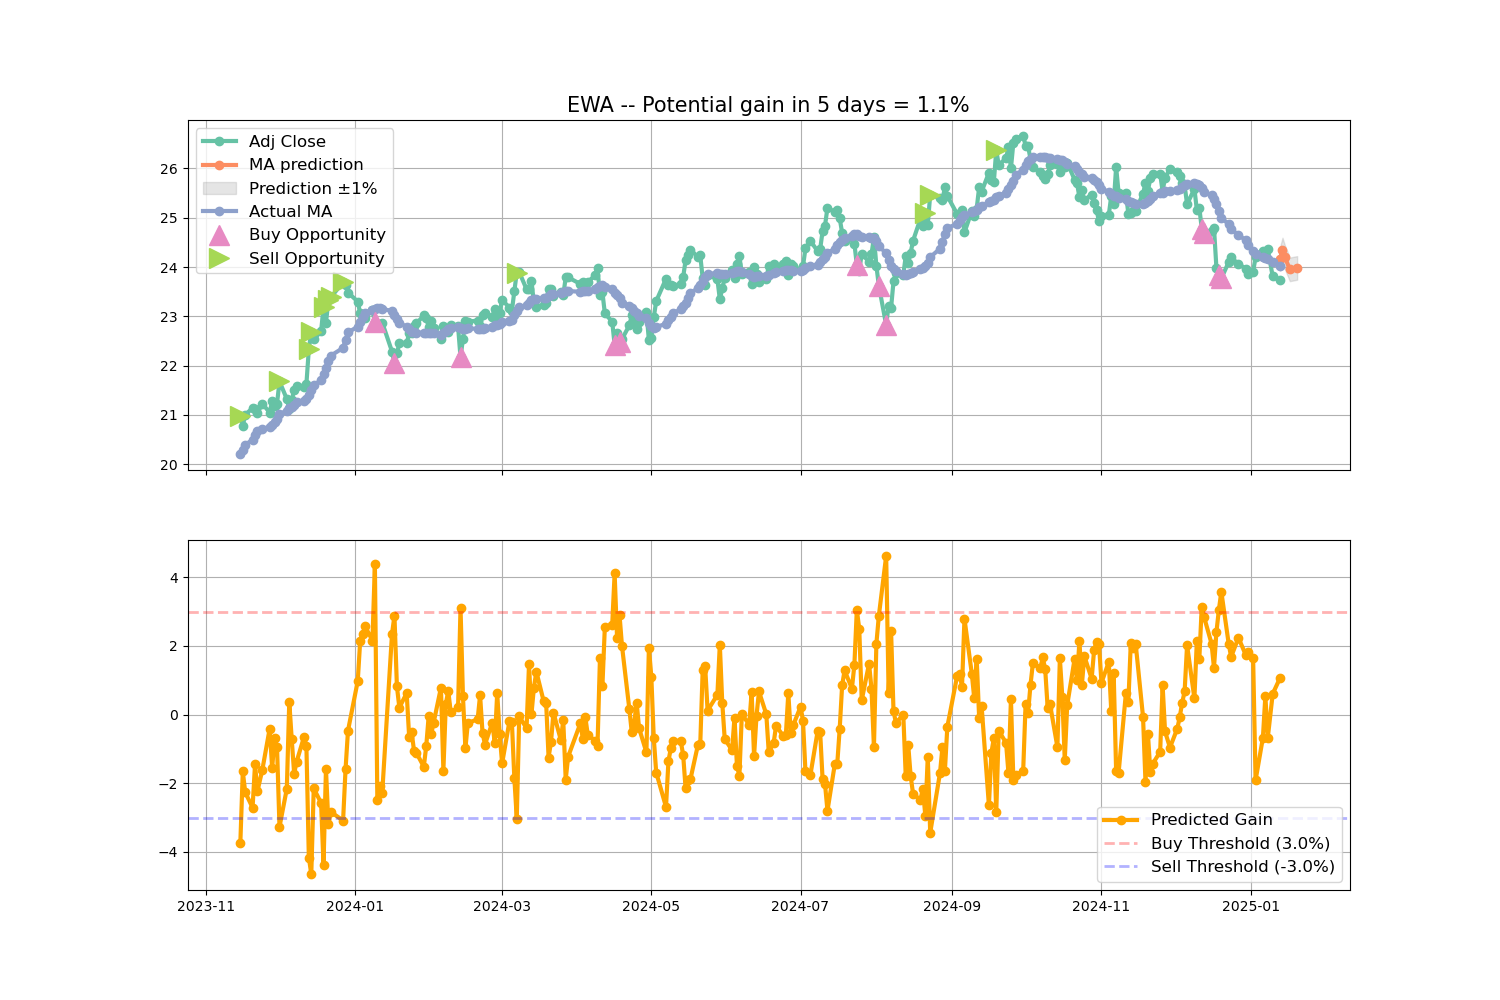 EWA -- Potential gain in 5 days = 1.1%
Adj Close
MA prediction
Prediction ±1%
Actual MA
Buy Opportunity
Sell Opportunity
26
25
24
23
22
21
20
4
2
0
−2
−4
Predicted Gain
Buy Threshold (3.0%)
Sell Threshold (-3.0%)
2023-11 2024-01 2024-03 2024-05 2024-07 2024-09 2024-11 2025-01